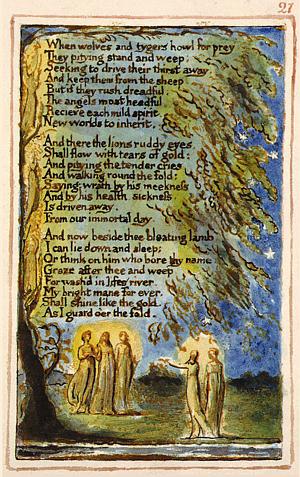 21
When wolves and tygers howl for prey
They pitying stand and weep;
Seeking to drive their thirst away
And keep them from the sheep
But if they rush dreadful;
The angels most heedful
Recieve each mild spirit
New worlds to inherit.
And there the lions ruddy eyes,
Shall flow with tears of gold:
And pitying the tender cries
And walking round the fold:
Saying: wrath by his meekness
And by his health sickness
Is driven away
From our immortal day.
And now beside thee bleating lamb.
I can lie down and sleep;
Or think on him who bore thy name
Graze after thee and weep
For wash'd in lifes river.
My bright mane for ever.
Shall shine like the gold.
As I guard o'er the fold.